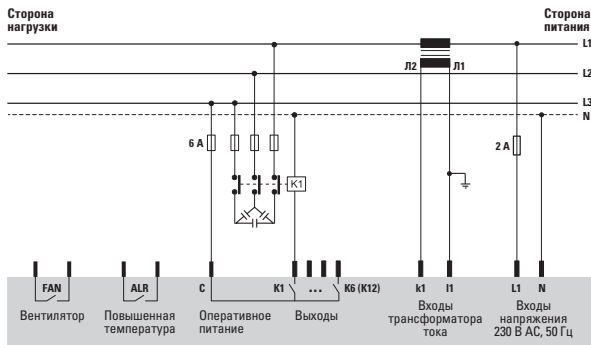 Сторона
нагрузки
Сторона
питания
L1
L2
L3
N
Л2 Л1
6 A
2 A
K1
FAN
ALR
C
K1
...
K6 (K12)
k1
l1
L1
N
Вентилятор
Повышенная
температура
Оперативное
питание
Выходы
Входы
трансформатора
тока
Входы
напряжения
230 В АС, 50 Гц